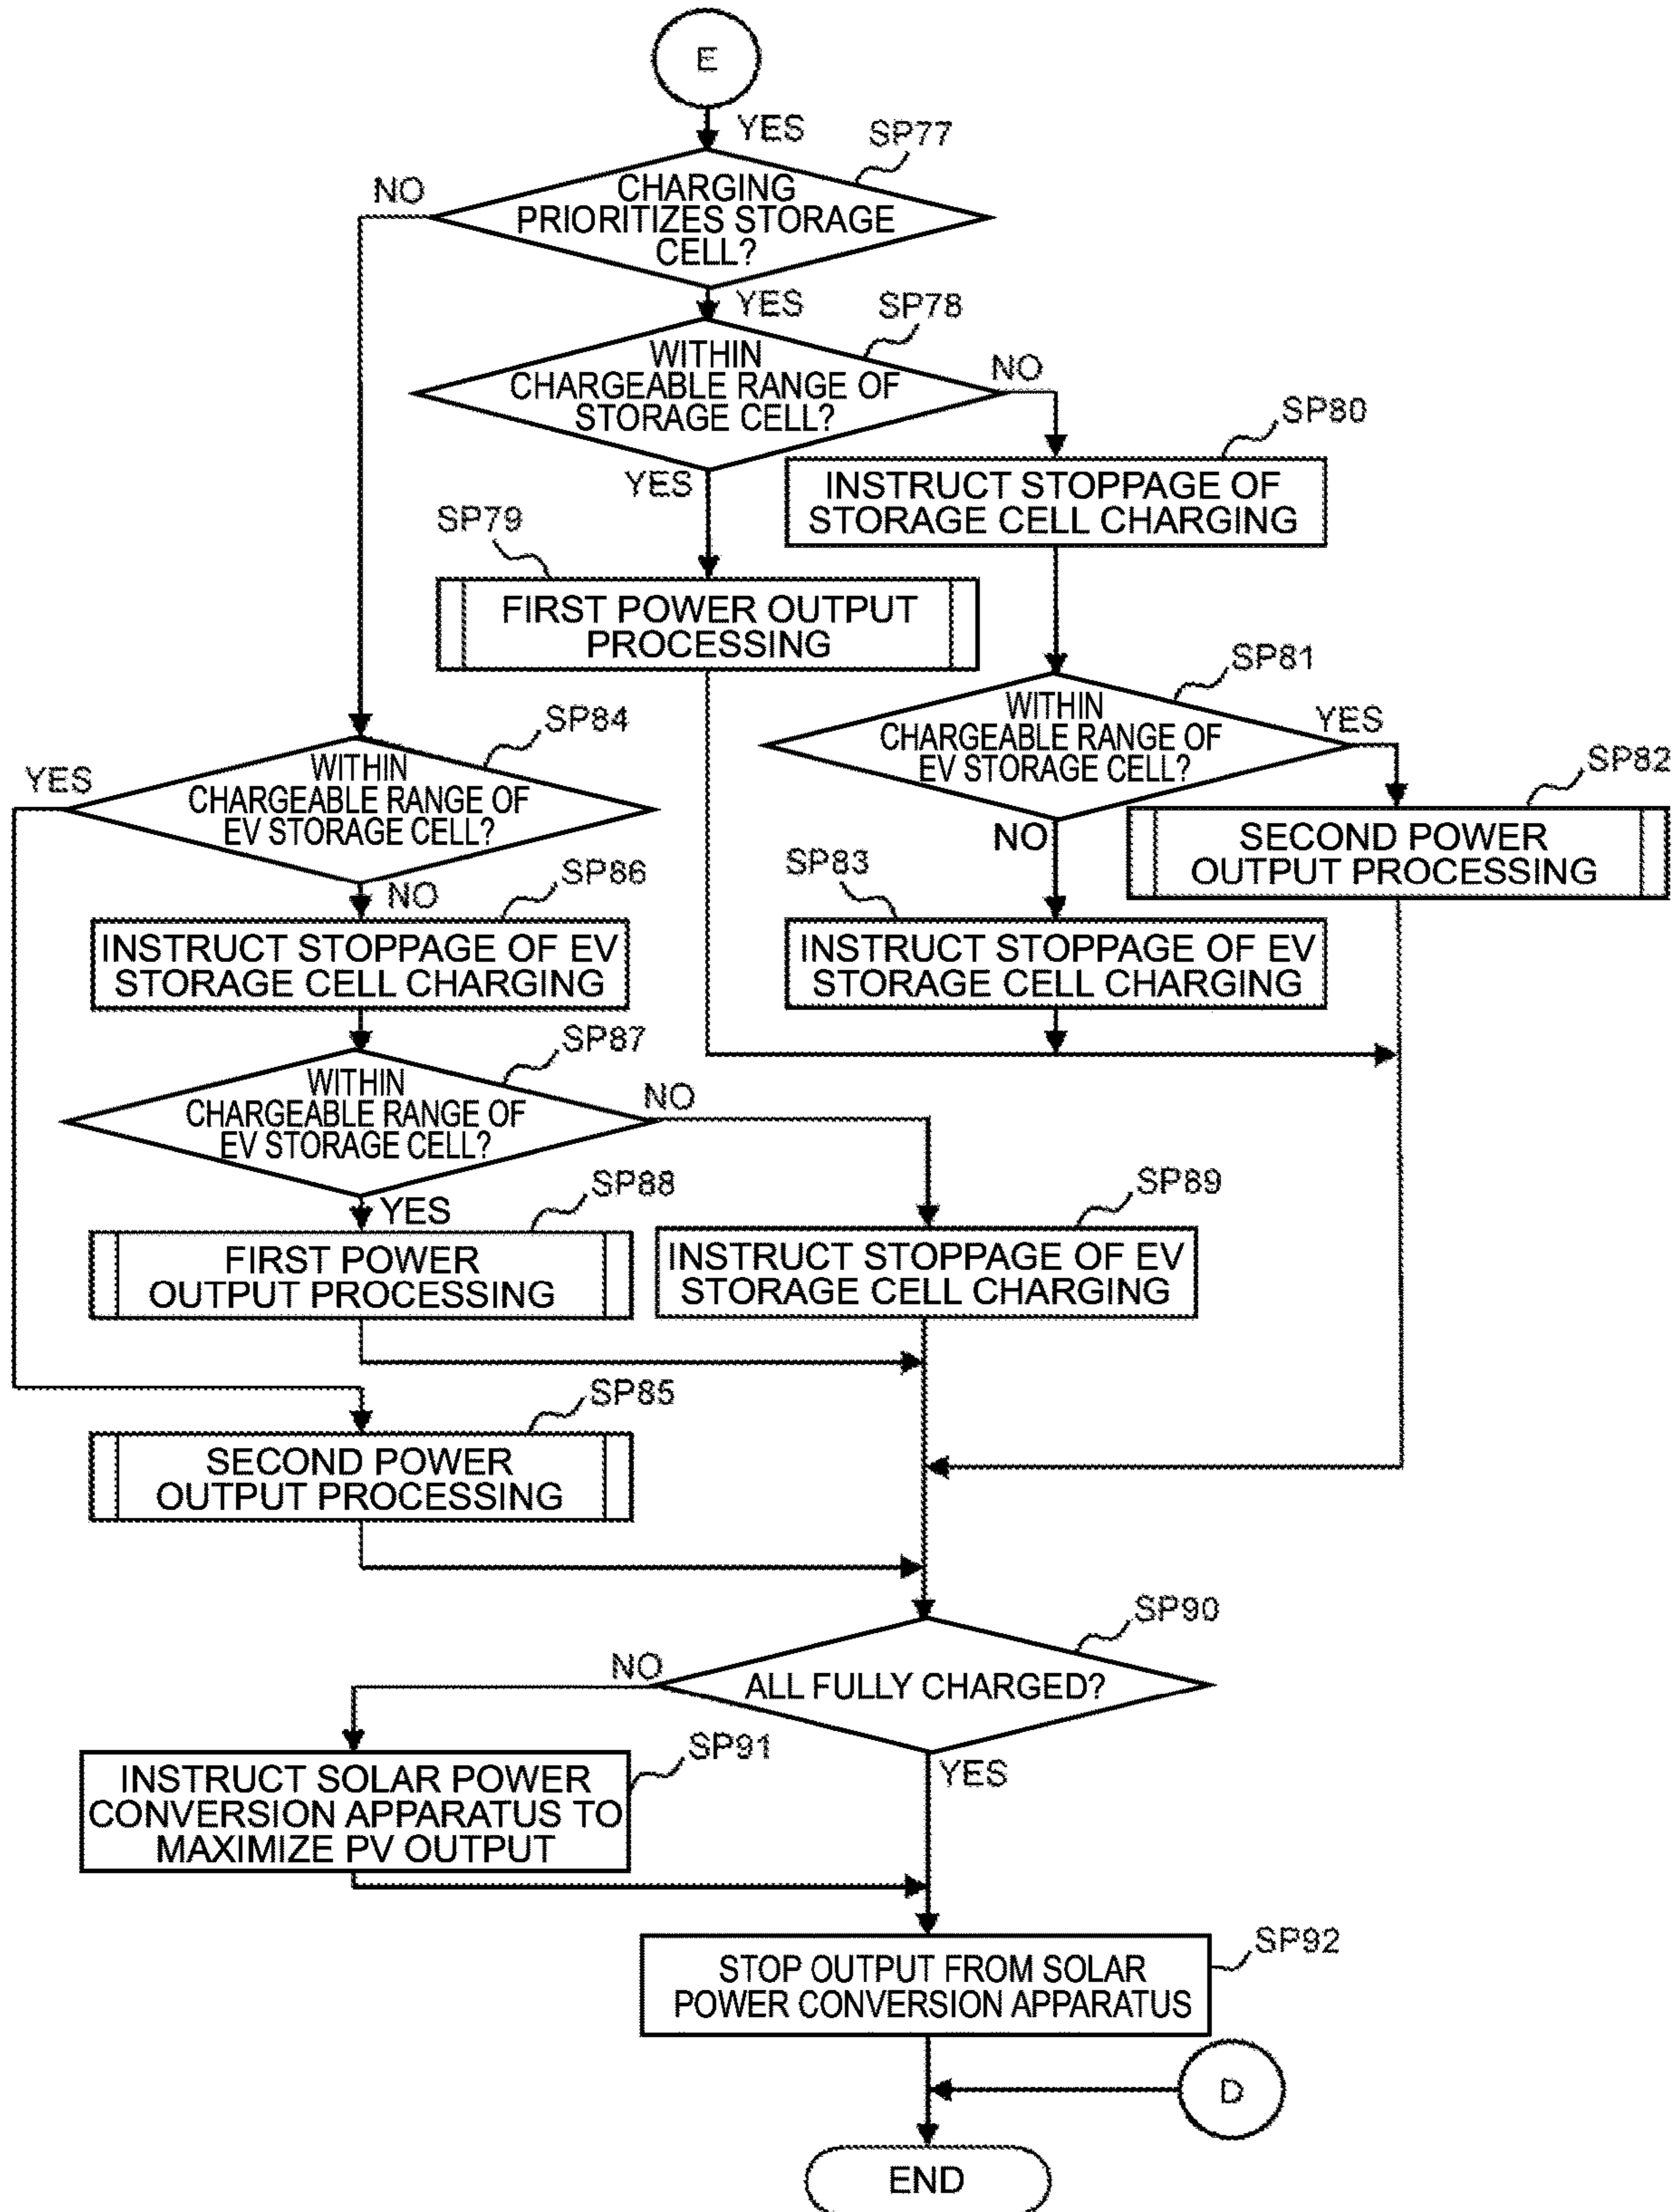 E
YES
SP77
NO
CHARGING
PRIORITIZES STORAGE
CELL?
YES
SP78
WITHIN
CHARGEABLE RANGE OF
STORAGE CELL?
NO
SP80
YES
INSTRUCT STOPPAGE OF
STORAGE CELL CHARGING
SP79
FIRST POWER OUTPUT
PROCESSING
SP81
WITHIN
CHARGEABLE RANGE OF
EV STORAGE CELL?
YES
SP82
SP84
YES
WITHIN
CHARGEABLE RANGE OF
EV STORAGE CELL?
NO
SECOND POWER
OUTPUT PROCESSING
SP83
SP86
NO
INSTRUCT STOPPAGE OF EV
STORAGE CELL CHARGING
INSTRUCT STOPPAGE OF EV
STORAGE CELL CHARGING
SP87
WITHIN
CHARGEABLE RANGE OF
EV STORAGE CELL?
NO
SP88
SP89
YES
FIRST POWER
OUTPUT PROCESSING
INSTRUCT STOPPAGE OF EV
STORAGE CELL CHARGING
SP85
SECOND POWER
OUTPUT PROCESSING
SP90
NO
ALL FULLY CHARGED?
SP91
YES
INSTRUCT SOLAR POWER
CONVERSION APPARATUS TO
MAXIMIZE PV OUTPUT
SP92
STOP OUTPUT FROM SOLAR
POWER CONVERSION APPARATUS
D
END